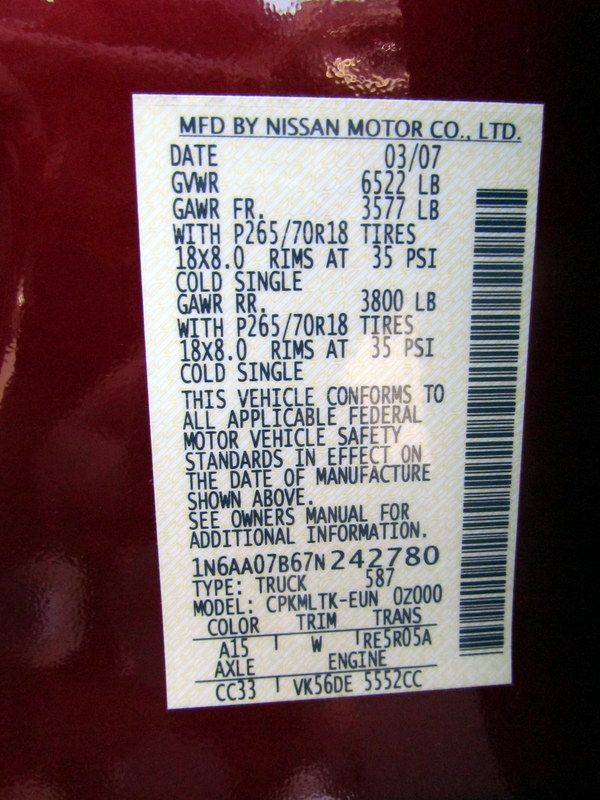 MFD BY NISSAN MOTOR CO., LTD.
DATE 03/07
GVWR 6522 LB
GAWR FR. 3577 LB
WITH P265/70R18 TIRES
18X8.0 RIMS AT 35 PSI
COLD SINGLE
GAWR RR. 3800 LB
WITH P265/70R18 TIRES
18X8.0 RIMS AT 35 PSI
COLD SINGLE
THIS VEHICLE CONFORMS TO
ALL APPLICABLE FEDERAL
MOTOR VEHICLE SAFETY
STANDARDS IN EFFECT ON
THE DATE OF MANUFACTURE
SHOWN ABOVE.
SEE OWNERS MANUAL FOR
ADDITIONAL INFORMATION.
1N6AA07B67N242780
TYPE: TRUCK 587
MODEL: CPKMLTK-EUN 0Z000
COLOR TRIM TRANS
A15 W RE5R05A
AXLE ENGINE
CC33 VK56DE 5552CC